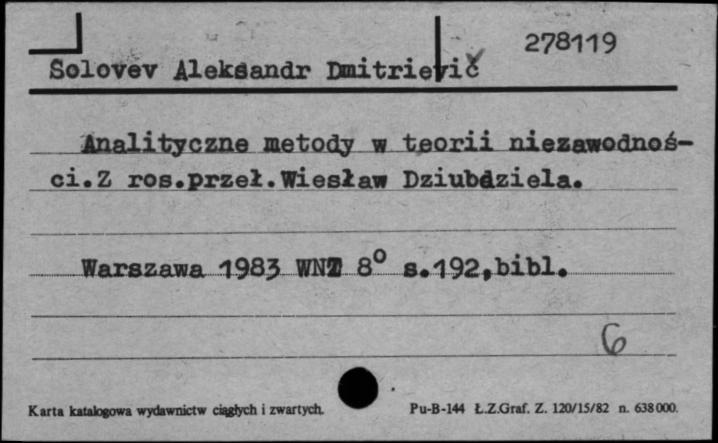 278119
Solovev Aleksandr Dmitrievič
Analityczne metody w teorii niezawodnoś-
ci.Z ros.przeł.Wiesław Dziubdziela.
Warszawa 1983 WNT 8° s.192,bibl.
6
Karta katalogowa wydawnictw ciągłych i zwartych. Pu-B-144 Ł.Z.Graf. Z. 120/15/82 n. 638000.